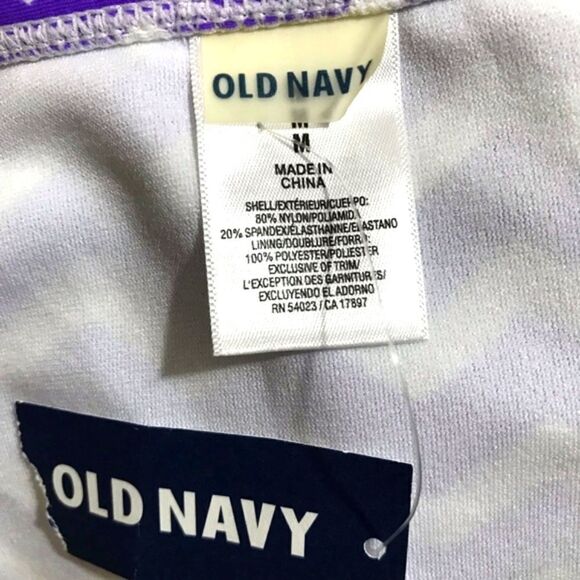 OLD NAVY
M
M
MADE IN
CHINA
SHELL/EXTÉRIEUR/CUERPO:
80% NYLON/POLIAMIDA
20% SPANDEX/ÉLASTHANNE/ELASTANO
LINING/DOUBLURE/FORRA:
100% POLYESTER/POLIESTER
EXCLUSIVE OF TRIM/
L'EXCEPTION DES GARNITURES/
EXCLUYENDO EL ADORNO
RN 54023 / CA 17897
OLD NAVY